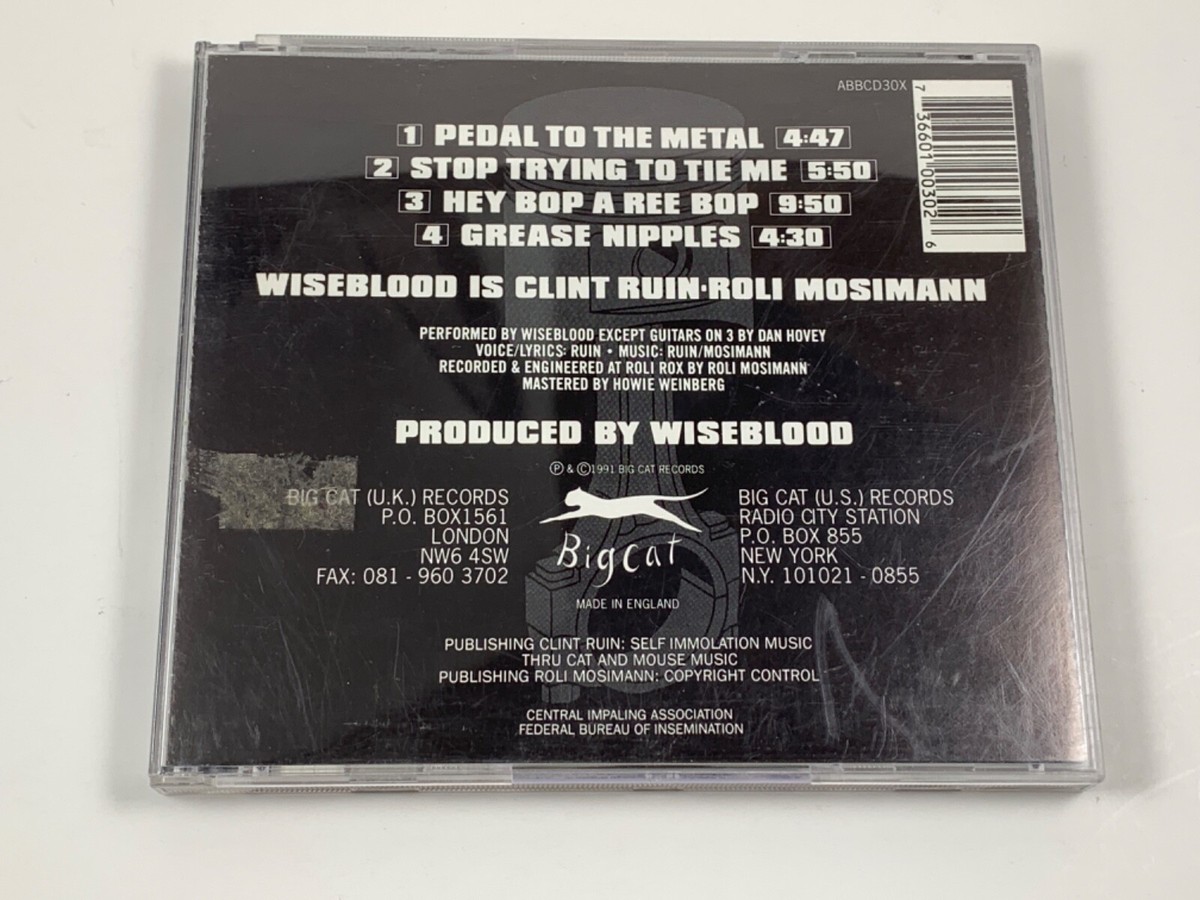 ABBCD30X
7 36601 00302 6
1 PEDAL TO THE METAL 4:47
2 STOP TRYING TO TIE ME 5:50
3 HEY BOP A REE BOP 9:50
4 GREASE NIPPLES 4:30
WISEBLOOD IS CLINT RUIN·ROLI MOSIMANN
PERFORMED BY WISEBLOOD EXCEPT GUITARS ON 3 BY DAN HOVEY
VOICE/LYRICS: RUIN • MUSIC: RUIN/MOSIMANN
RECORDED & ENGINEERED AT ROLI ROX BY ROLI MOSIMANN
MASTERED BY HOWIE WEINBERG
PRODUCED BY WISEBLOOD
Ⓟ & ©1991 BIG CAT RECORDS
BIG CAT (U.K.) RECORDS
P.O. BOX1561
LONDON
NW6 4SW
FAX: 081 - 960 3702
BigCat
BIG CAT (U.S.) RECORDS
RADIO CITY STATION
P.O. BOX 855
NEW YORK
N.Y. 101021 - 0855
MADE IN ENGLAND
PUBLISHING CLINT RUIN: SELF IMMOLATION MUSIC
THRU CAT AND MOUSE MUSIC
PUBLISHING ROLI MOSIMANN: COPYRIGHT CONTROL
CENTRAL IMPALING ASSOCIATION
FEDERAL BUREAU OF INSEMINATION